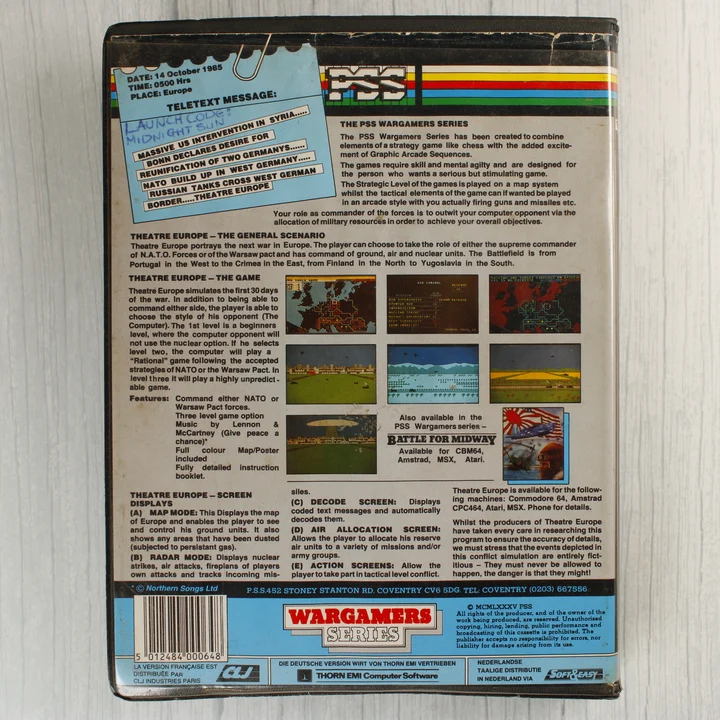 DATE: 14 October 1985
TIME: 0500 Hrs
PLACE: Europe
TELETEXT MESSAGE:
LAUNCH CODE:
MIDNIGHT SUN
MASSIVE US INTERVENTION IN SYRIA.....
BONN DECLARES DESIRE FOR
REUNIFICATION OF TWO GERMANYS......
NATO BUILD UP IN WEST GERMANY.....
RUSSIAN TANKS CROSS WEST GERMAN
BORDER.....THEATRE EUROPE
PSS
THE PSS WARGAMERS SERIES
The PSS Wargamers Series has been created to combine
elements of a strategy game like chess with the added excite-
ment of Graphic Arcade Sequences.
The games require skill and mental agilty and are designed for
the person who wants a serious but stimulating game.
The Strategic Level of the games is played on a map system
whilst the tactical elements of the game can if wanted be played
in an arcade style with you actually firing guns and missiles etc.
Your role as commander of the forces is to outwit your computer opponent via the
allocation of military resources in order to achieve your overall objectives.
THEATRE EUROPE – THE GENERAL SCENARIO
Theatre Europe portrays the next war in Europe. The player can choose to take the role of either the supreme commander
of N.A.T.O. Forces or of the Warsaw pact and has command of ground, air and nuclear units. The Battlefield is from
Portugal in the West to the Crimea in the East, from Finland in the North to Yugoslavia in the South.
THEATRE EUROPE – THE GAME
Theatre Europe simulates the first 30 days
of the war. In addition to being able to
command either side, the player is able to
choose the style of his opponent (The
Computer). The 1st level is a beginners
level, where the computer opponent will
not use the nuclear option. If he selects
level two, the computer will play a
"Rational" game following the accepted
strategies of NATO or the Warsaw Pact. In
level three it will play a highly unpredict-
able game.
Features: Command either NATO or
Warsaw Pact forces.
Three level game option
Music by Lennon &
McCartney (Give peace a
chance)*
Full colour Map/Poster
included
Fully detailed instruction
booklet.
Also available in the
PSS Wargamers series –
BATTLE FOR MIDWAY
Available for CBM64,
Amstrad, MSX, Atari.
THEATRE EUROPE – SCREEN
DISPLAYS
(A) MAP MODE: This Displays the map
of Europe and enables the player to see
and control his ground units. It also
shows any areas that have been dusted
(subjected to persistant gas).
(B) RADAR MODE: Displays nuclear
strikes, air attacks, fireplans of players
own attacks and tracks incoming mis-
siles.
(C) DECODE SCREEN: Displays
coded text messages and automatically
decodes them.
(D) AIR ALLOCATION SCREEN:
Allows the player to allocate his reserve
air units to a variety of missions and/or
army groups.
(E) ACTION SCREENS: Allow the
player to take part in tactical level conflict.
Theatre Europe is available for the follow-
ing machines: Commodore 64, Amstrad
CPC464, Atari, MSX. Phone for details.
Whilst the producers of Theatre Europe
have taken every care in researching this
program to ensure the accuracy of details,
we must stress that the events depicted in
this conflict simulation are entirely fict-
itious – They must never be allowed to
happen, the danger is that they might!
* © Northern Songs Ltd
P.S.S. 452 STONEY STANTON RD. COVENTRY CV6 5DG. TEL: COVENTRY (0203) 667556
WARGAMERS
SERIES
© MCMLXXXV PSS
All rights of the producer, and of the owner of the
work being produced, are reserved. Unauthorised
copying, hiring, lending, public performance and
broadcasting of this cassette is prohibited. The
publisher accepts no responsibility for errors, nor
liability for damage arising from its use.
5 012484 000648
LA VERSION FRANÇAISE EST
DISTRIBUÉE PAR
CLJ INDUSTRIES PARIS
CLJ
DIE DEUTSCHE VERSION WIRT VON THORN EMI VERTRIEBEN
THORN EMI Computer Software
NEDERLANDSE
TAALIGE DISTRIBUTIE
IN NEDERLAND VIA
SOFT & EASY